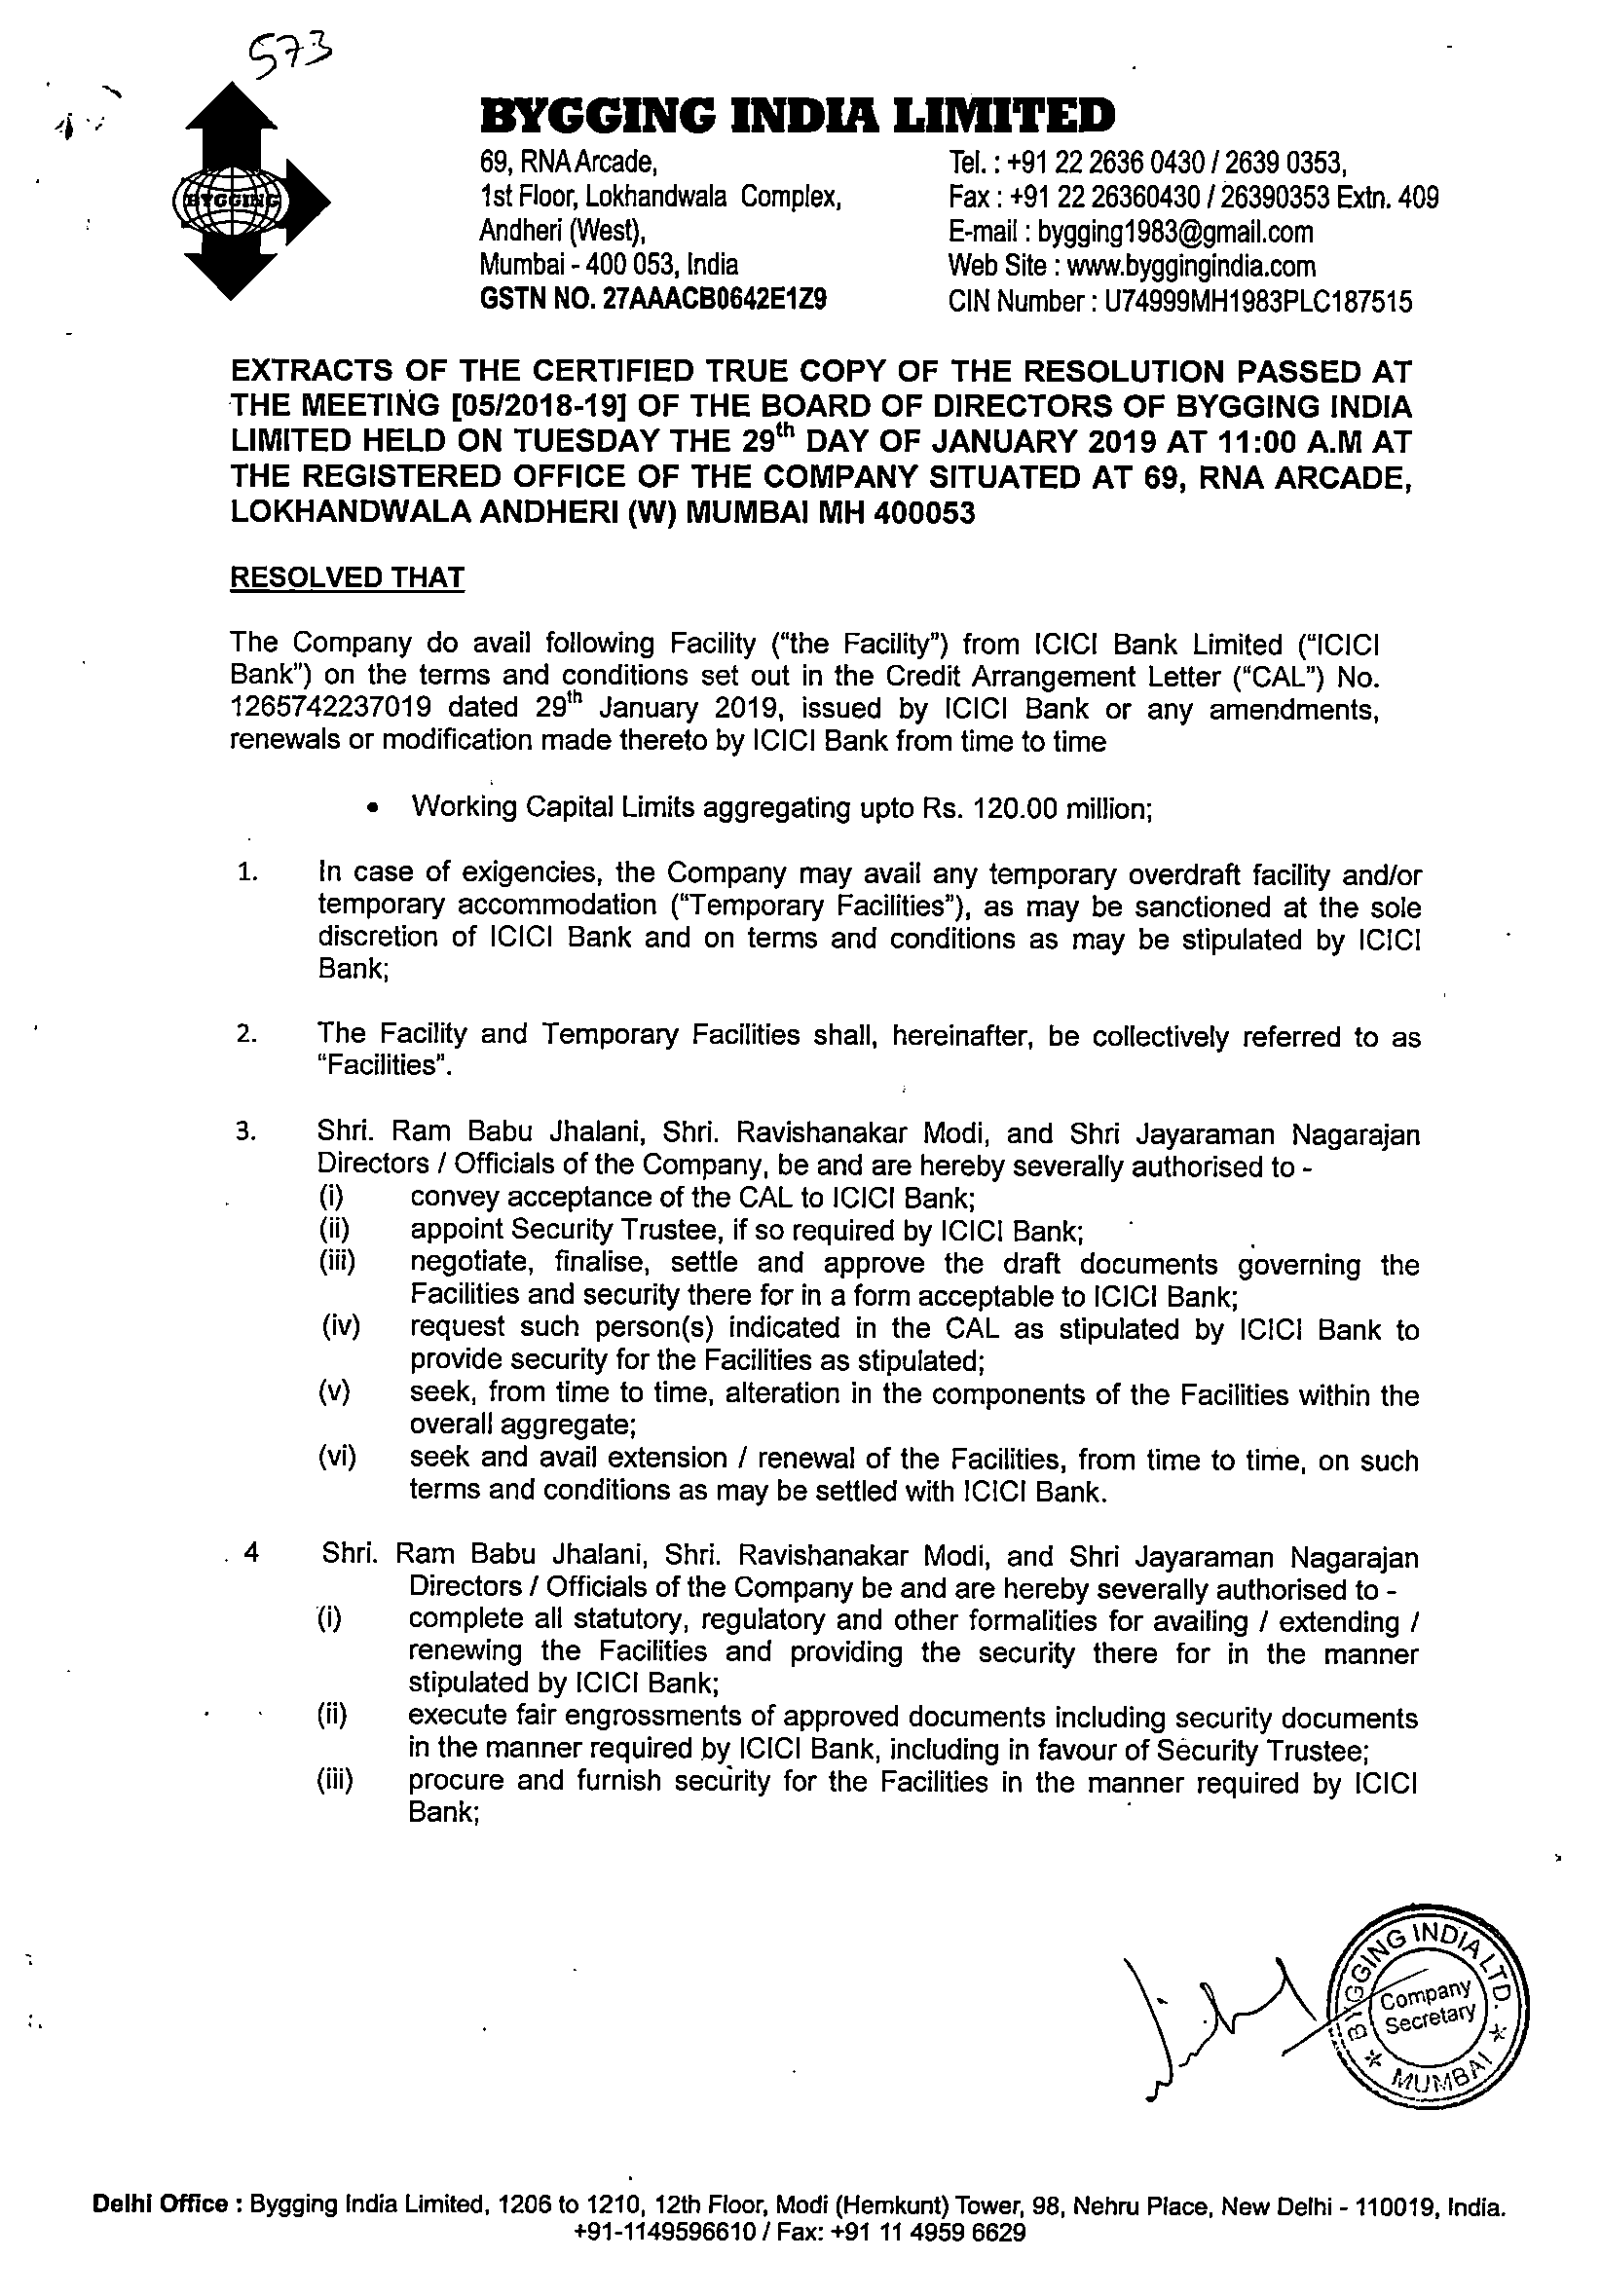 573
BYGGING
BYGGING INDIA LIMITED
69, RNA Arcade,
1st Floor, Lokhandwala Complex,
Andheri (West),
Mumbai - 400 053, India
GSTN NO. 27AAACB0642E1Z9
Tel. : +91 22 2636 0430 / 2639 0353,
Fax : +91 22 26360430 / 26390353 Extn. 409
E-mail : bygging1983@gmail.com
Web Site : www.byggingindia.com
CIN Number : U74999MH1983PLC187515
EXTRACTS OF THE CERTIFIED TRUE COPY OF THE RESOLUTION PASSED AT
THE MEETING [05/2018-19] OF THE BOARD OF DIRECTORS OF BYGGING INDIA
LIMITED HELD ON TUESDAY THE 29th DAY OF JANUARY 2019 AT 11:00 A.M AT
THE REGISTERED OFFICE OF THE COMPANY SITUATED AT 69, RNA ARCADE,
LOKHANDWALA ANDHERI (W) MUMBAI MH 400053
RESOLVED THAT
The Company do avail following Facility (“the Facility”) from ICICI Bank Limited (“ICICI
Bank”) on the terms and conditions set out in the Credit Arrangement Letter (“CAL”) No.
1265742237019 dated 29th January 2019, issued by ICICI Bank or any amendments,
renewals or modification made thereto by ICICI Bank from time to time
• Working Capital Limits aggregating upto Rs. 120.00 million;
1. In case of exigencies, the Company may avail any temporary overdraft facility and/or
temporary accommodation (“Temporary Facilities”), as may be sanctioned at the sole
discretion of ICICI Bank and on terms and conditions as may be stipulated by ICICI
Bank;
2. The Facility and Temporary Facilities shall, hereinafter, be collectively referred to as
“Facilities”.
3. Shri. Ram Babu Jhalani, Shri. Ravishanakar Modi, and Shri Jayaraman Nagarajan
Directors / Officials of the Company, be and are hereby severally authorised to -
(i) convey acceptance of the CAL to ICICI Bank;
(ii) appoint Security Trustee, if so required by ICICI Bank;
(iii) negotiate, finalise, settle and approve the draft documents governing the
Facilities and security there for in a form acceptable to ICICI Bank;
(iv) request such person(s) indicated in the CAL as stipulated by ICICI Bank to
provide security for the Facilities as stipulated;
(v) seek, from time to time, alteration in the components of the Facilities within the
overall aggregate;
(vi) seek and avail extension / renewal of the Facilities, from time to time, on such
terms and conditions as may be settled with ICICI Bank.
4 Shri. Ram Babu Jhalani, Shri. Ravishanakar Modi, and Shri Jayaraman Nagarajan
Directors / Officials of the Company be and are hereby severally authorised to -
(i) complete all statutory, regulatory and other formalities for availing / extending /
renewing the Facilities and providing the security there for in the manner
stipulated by ICICI Bank;
(ii) execute fair engrossments of approved documents including security documents
in the manner required by ICICI Bank, including in favour of Security Trustee;
(iii) procure and furnish security for the Facilities in the manner required by ICICI
Bank;
BYGGING INDIA LTD.
Company
Secretary
* MUMBAI *
Delhi Office : Bygging India Limited, 1206 to 1210, 12th Floor, Modi (Hemkunt) Tower, 98, Nehru Place, New Delhi - 110019, India.
+91-1149596610 / Fax: +91 11 4959 6629